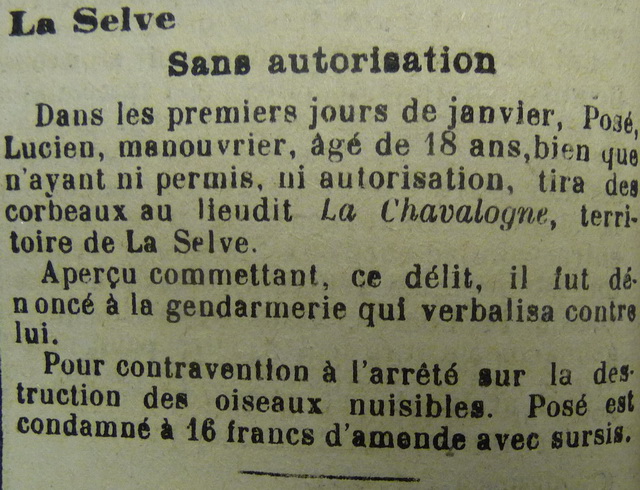 La Selve
Sans autorisation
Dans les premiers jours de janvier, Posé,
Lucien, manouvrier, âgé de 18 ans, bien que
n'ayant ni permis, ni autorisation, tira des
corbeaux au lieudit La Chavalogne, terri-
toire de La Selve.
Aperçu commettant, ce délit, il fut dé-
noncé à la gendarmerie qui verbalisa contre
lui.
Pour contravention à l'arrêté sur la des-
truction des oiseaux nuisibles. Posé est
condamné à 16 francs d'amende avec sursis.